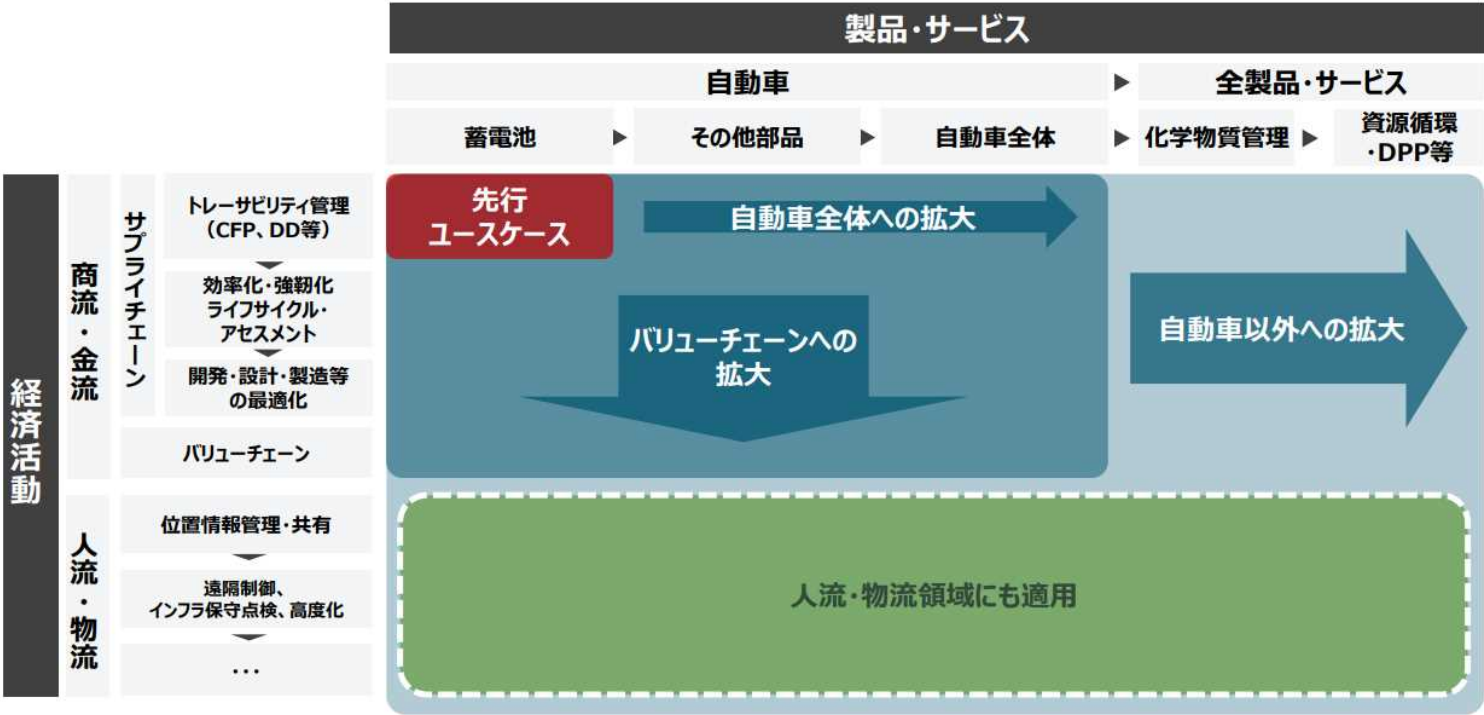 製品・サービス
自動車
全製品・サービス
蓄電池
その他部品
自動車全体
化学物質管理
資源循環
・DPP等
経済活動
商流・金流
サプライチェーン
トレーサビリティ管理
（CFP、DD等）
効率化・強靭化
ライフサイクル・
アセスメント
開発・設計・製造等
の最適化
バリューチェーン
先行
ユースケース
自動車全体への拡大
バリューチェーンへの
拡大
自動車以外への拡大
人流・物流
位置情報管理・共有
遠隔制御、
インフラ保守点検、高度化
･･･
人流・物流領域にも適用